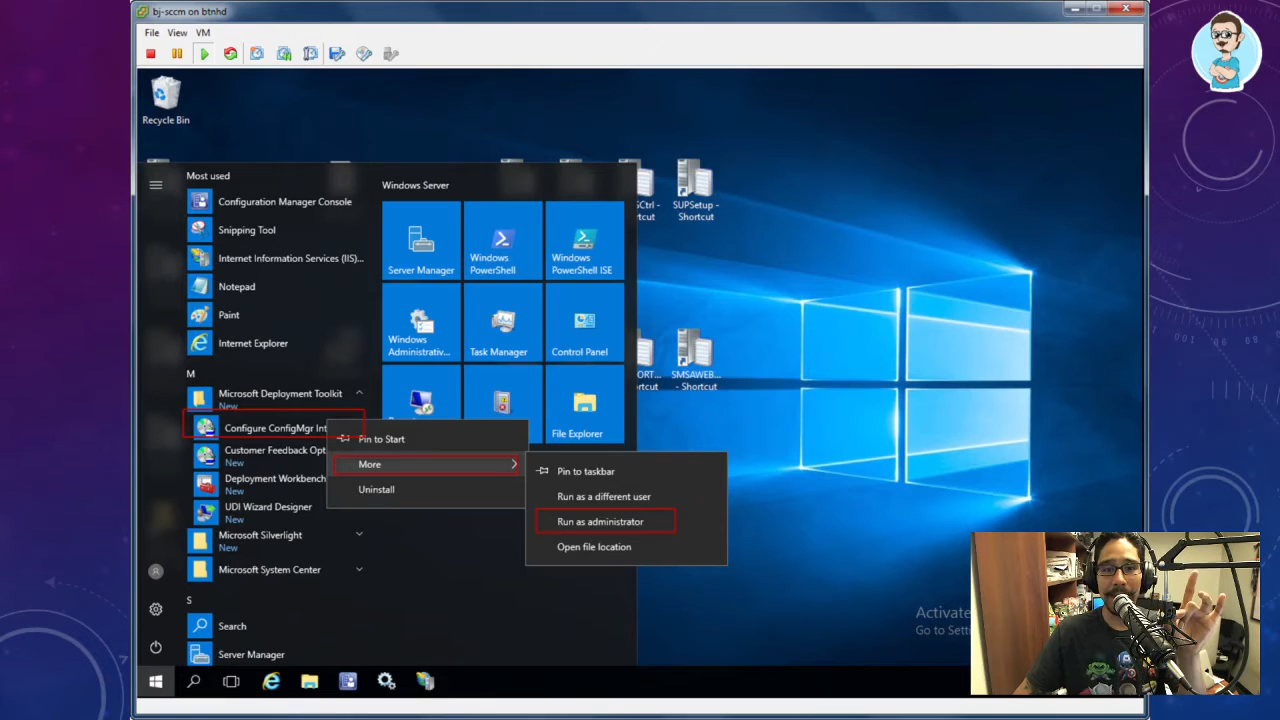 bj-sccm on btnhd
File View VM
Recycle Bin
Most used
Configuration Manager Console
Snipping Tool
Internet Information Services (IIS)...
Notepad
Paint
Internet Explorer
M
Microsoft Deployment Toolkit
New
Configure ConfigMgr Int
Customer Feedback Opt
New
Deployment Workbench
New
UDI Wizard Designer
New
Microsoft Silverlight
New
Microsoft System Center
S
Search
Server Manager
Windows Server
Server Manager
Windows
PowerShell
Windows
PowerShell ISE
Windows
Administrativ...
Task Manager
Control Panel
File Explorer
Pin to Start
More
Uninstall
Pin to taskbar
Run as a different user
Run as administrator
Open file location
Ctrl -
SUPSetup -
Shortcut
ORT...
SMSAWEB...
- Shortcut
Activate
Go to Setti